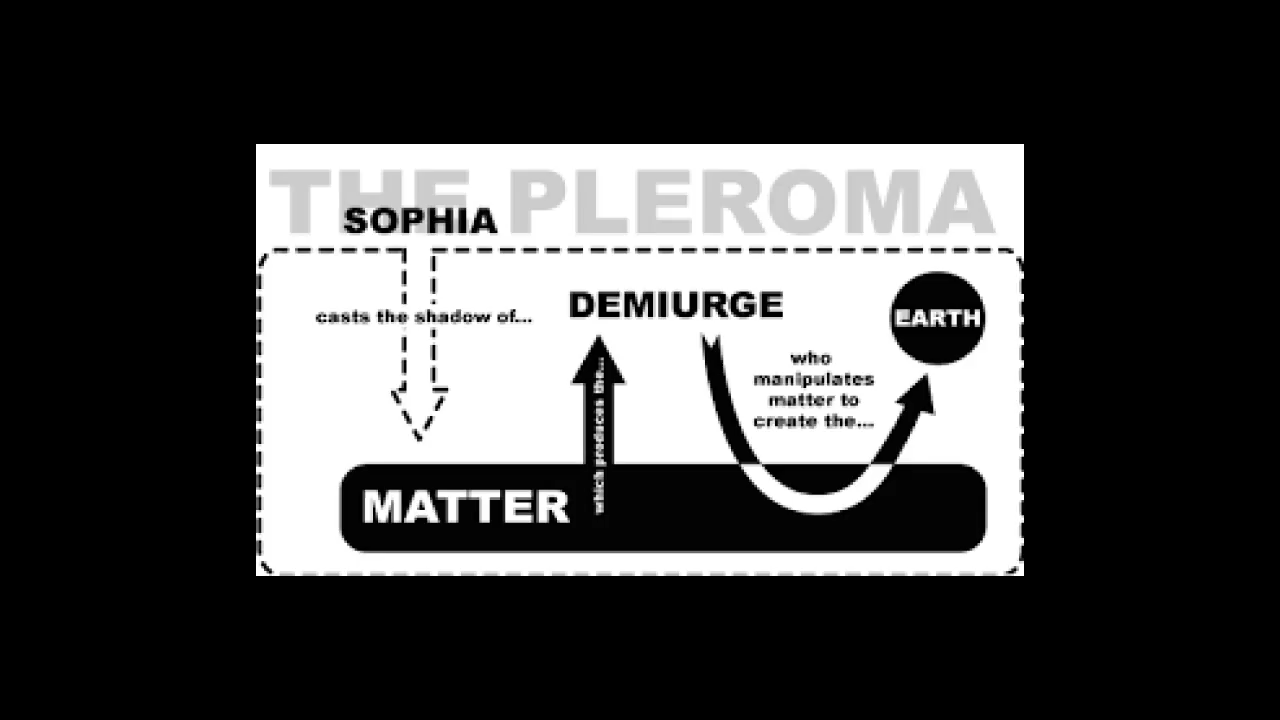 THE PLEROMA
SOPHIA
casts the shadow of...
DEMIURGE
EARTH
who
manipulates
matter to
create the...
which produces the...
MATTER